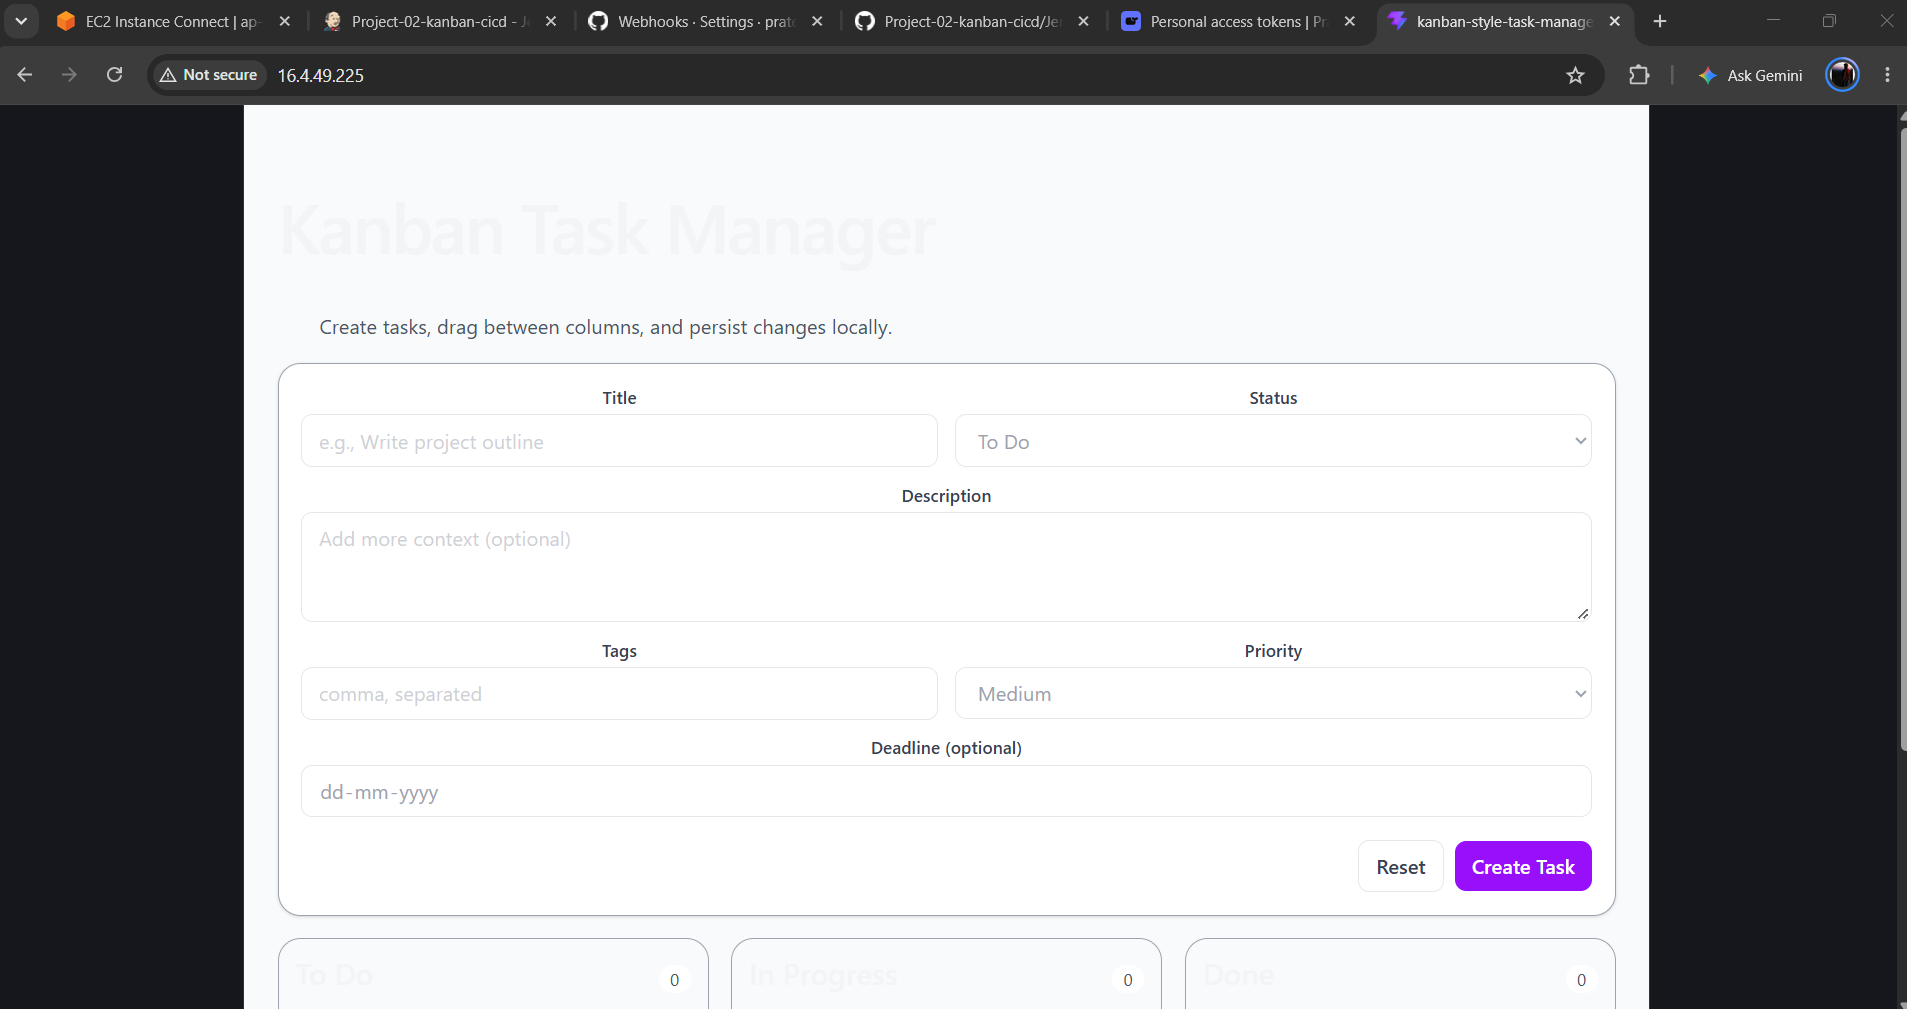 EC2 Instance Connect | ap-
Project-02-kanban-cicd - Je
Webhooks · Settings · prat
Project-02-kanban-cicd/Jer
Personal access tokens | Pr
kanban-style-task-manage
Not secure
16.4.49.225
Ask Gemini
Kanban Task Manager
Create tasks, drag between columns, and persist changes locally.
Title
Status
e.g., Write project outline
To Do
Description
Add more context (optional)
Tags
Priority
comma, separated
Medium
Deadline (optional)
dd-mm-yyyy
Reset
Create Task
To Do
0
In Progress
0
Done
0